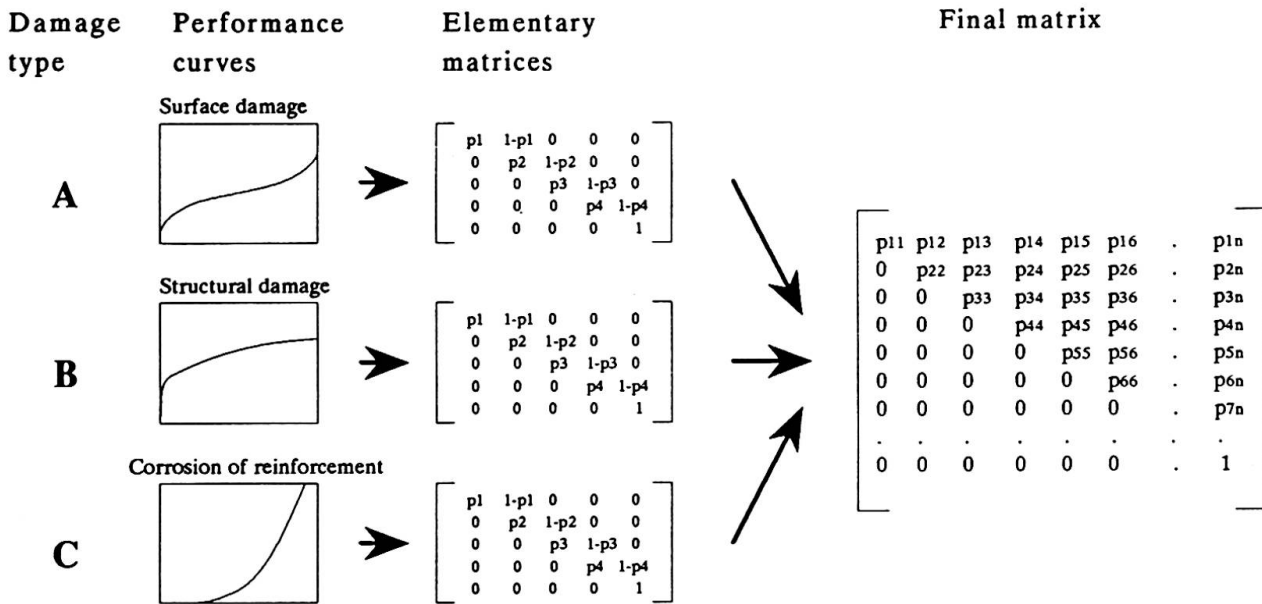 Damage type
Performance curves
Elementary matrices
Final matrix
A
Surface damage
p1 1-p1 0 0 0
0 p2 1-p2 0 0
0 0 p3 1-p3 0
0 0 0 p4 1-p4
0 0 0 0 1
B
Structural damage
p1 1-p1 0 0 0
0 p2 1-p2 0 0
0 0 p3 1-p3 0
0 0 0 p4 1-p4
0 0 0 0 1
C
Corrosion of reinforcement
p1 1-p1 0 0 0
0 p2 1-p2 0 0
0 0 p3 1-p3 0
0 0 0 p4 1-p4
0 0 0 0 1
p11 p12 p13 p14 p15 p16 . p1n
0 p22 p23 p24 p25 p26 . p2n
0 0 p33 p34 p35 p36 . p3n
0 0 0 p44 p45 p46 . p4n
0 0 0 0 p55 p56 . p5n
0 0 0 0 0 p66 . p6n
0 0 0 0 0 0 . p7n
. . . . . . . .
0 0 0 0 0 0 . 1